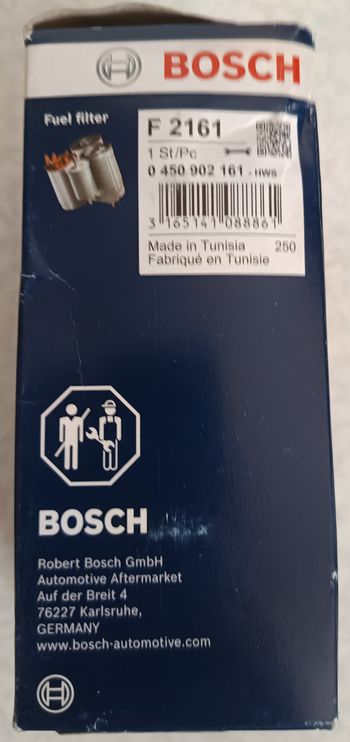 BOSCH
Fuel filter
F 2161
1 St/Pc
0 450 902 161 - HWS
3 165141 088861
Made in Tunisia 250
Fabriqué en Tunisie
BOSCH
Robert Bosch GmbH
Automotive Aftermarket
Auf der Breit 4
76227 Karlsruhe,
GERMANY
www.bosch-automotive.com